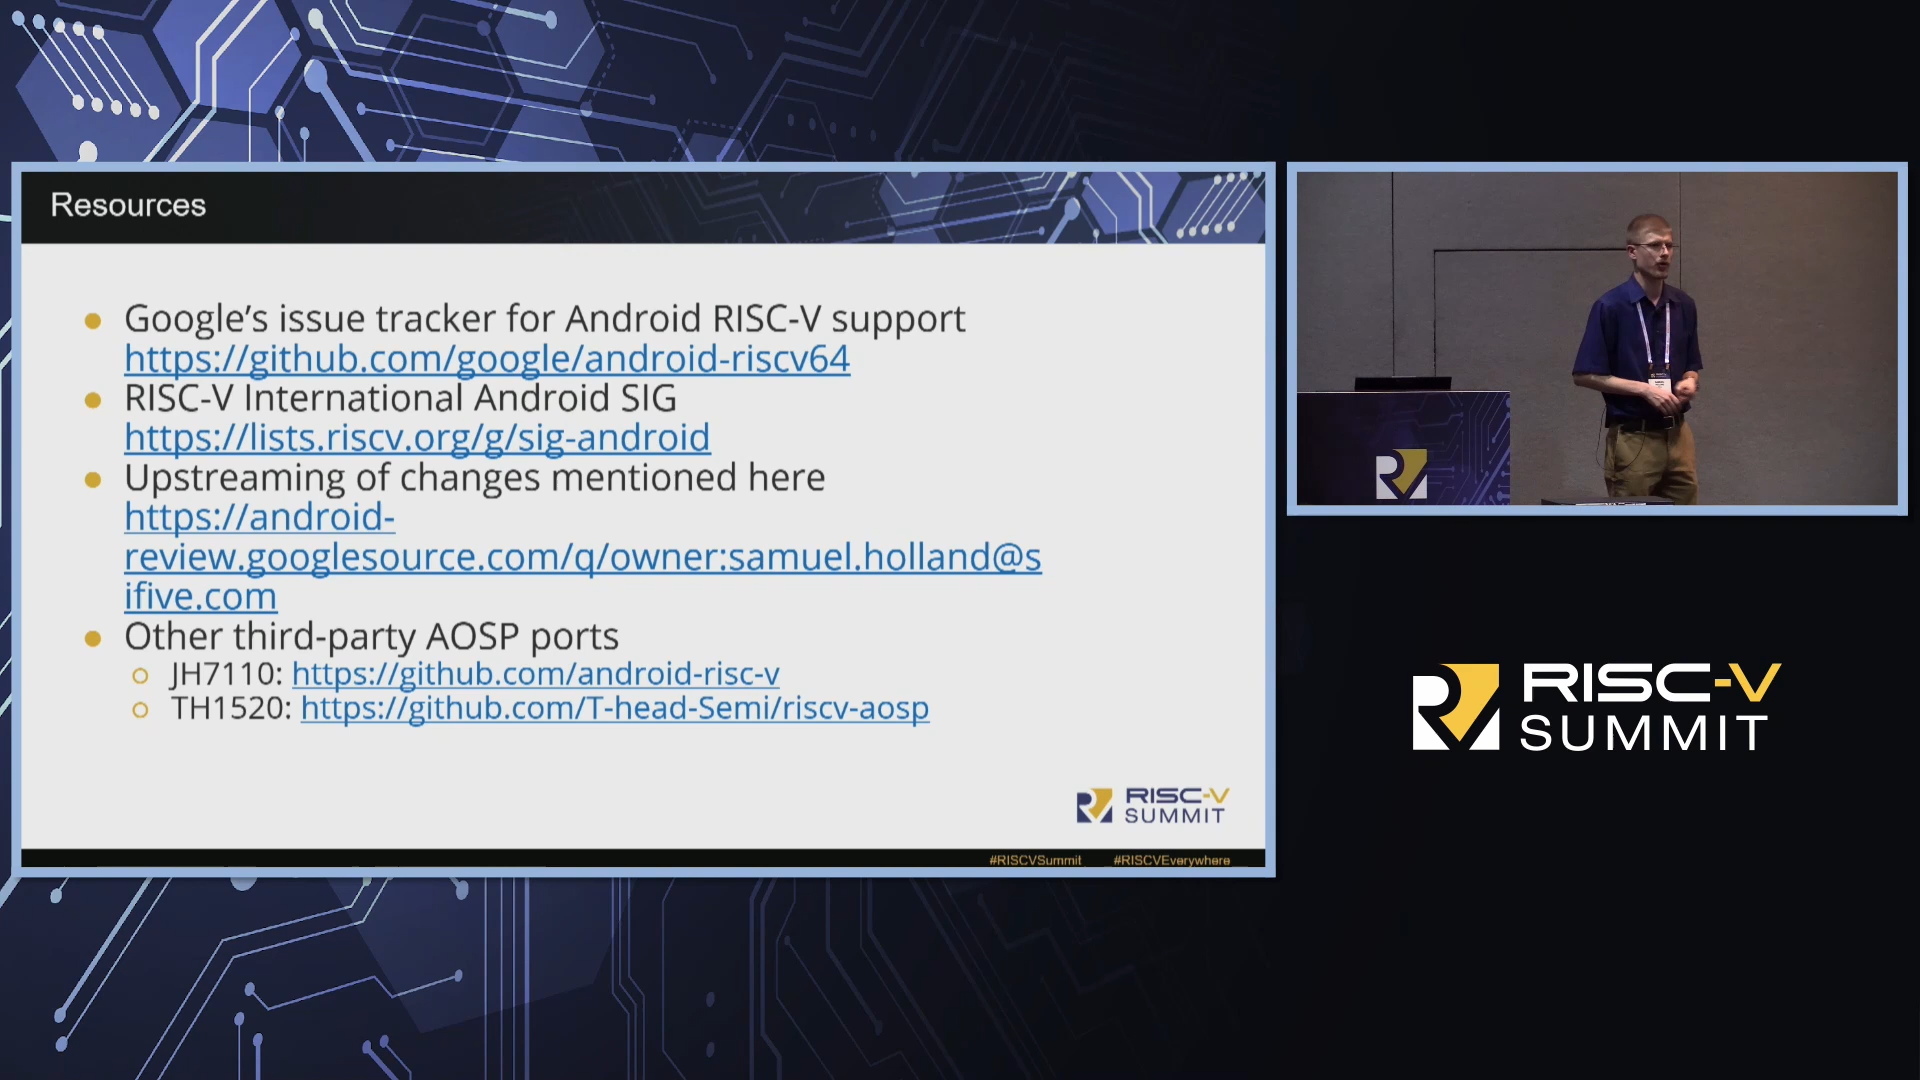 Resources
Google’s issue tracker for Android RISC-V support
https://github.com/google/android-riscv64
RISC-V International Android SIG
https://lists.riscv.org/g/sig-android
Upstreaming of changes mentioned here
https://android-
review.googlesource.com/q/owner:samuel.holland@s
ifive.com
Other third-party AOSP ports
JH7110: https://github.com/android-risc-v
TH1520: https://github.com/T-head-Semi/riscv-aosp
RISC-V
SUMMIT
#RISCVSummit #RISCVEverywhere
RISC-V
SUMMIT